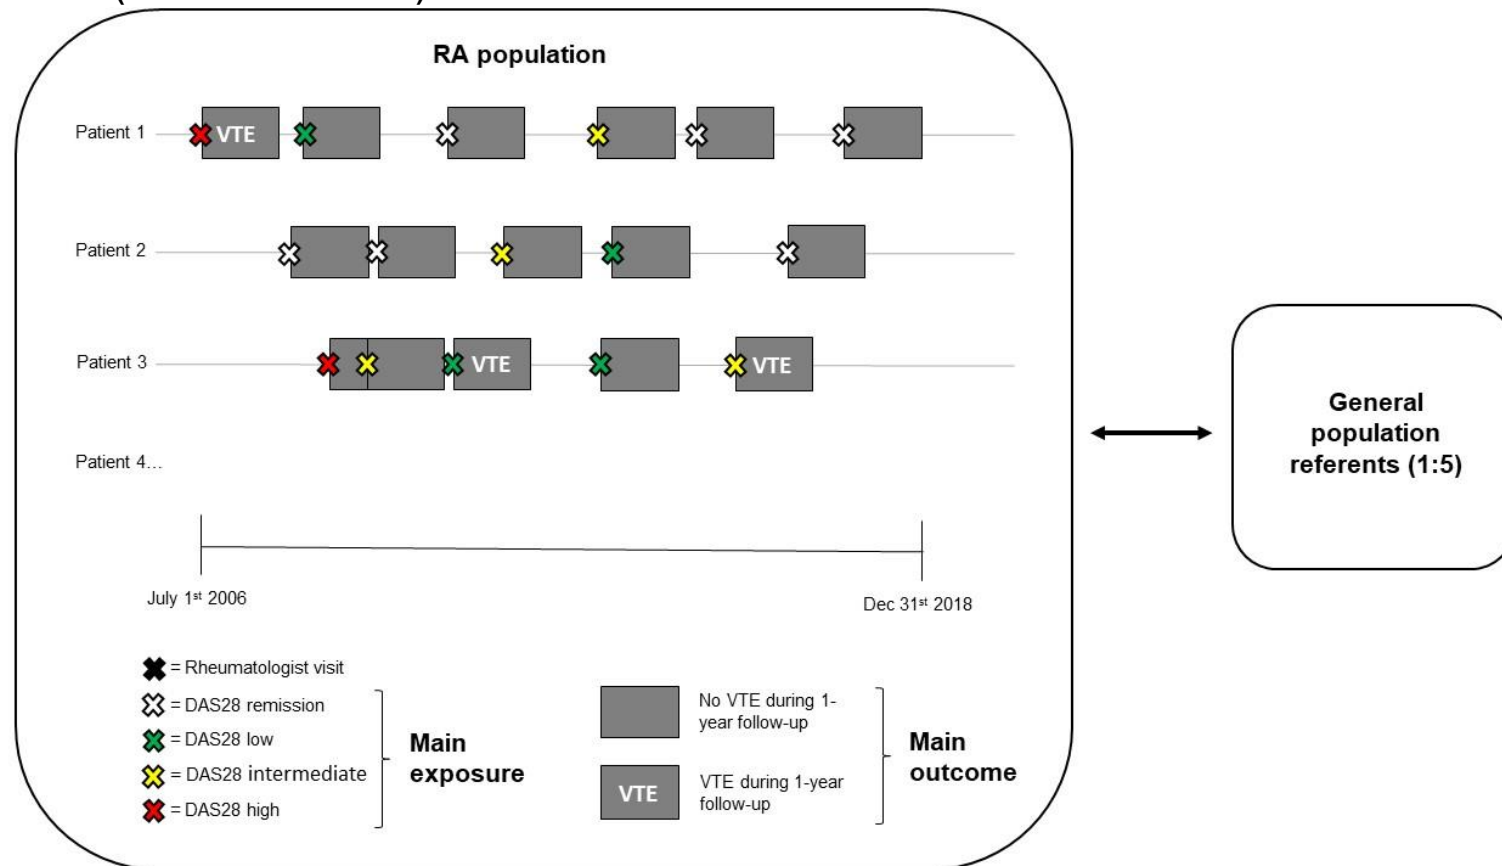 RA population
Patient 1
VTE
Patient 2
Patient 3
VTE
VTE
Patient 4...
July 1st 2006
Dec 31st 2018
= Rheumatologist visit
= DAS28 remission
= DAS28 low
= DAS28 intermediate
= DAS28 high
Main
exposure
No VTE during 1-
year follow-up
VTE
VTE during 1-year
follow-up
Main
outcome
General
population
referents (1:5)